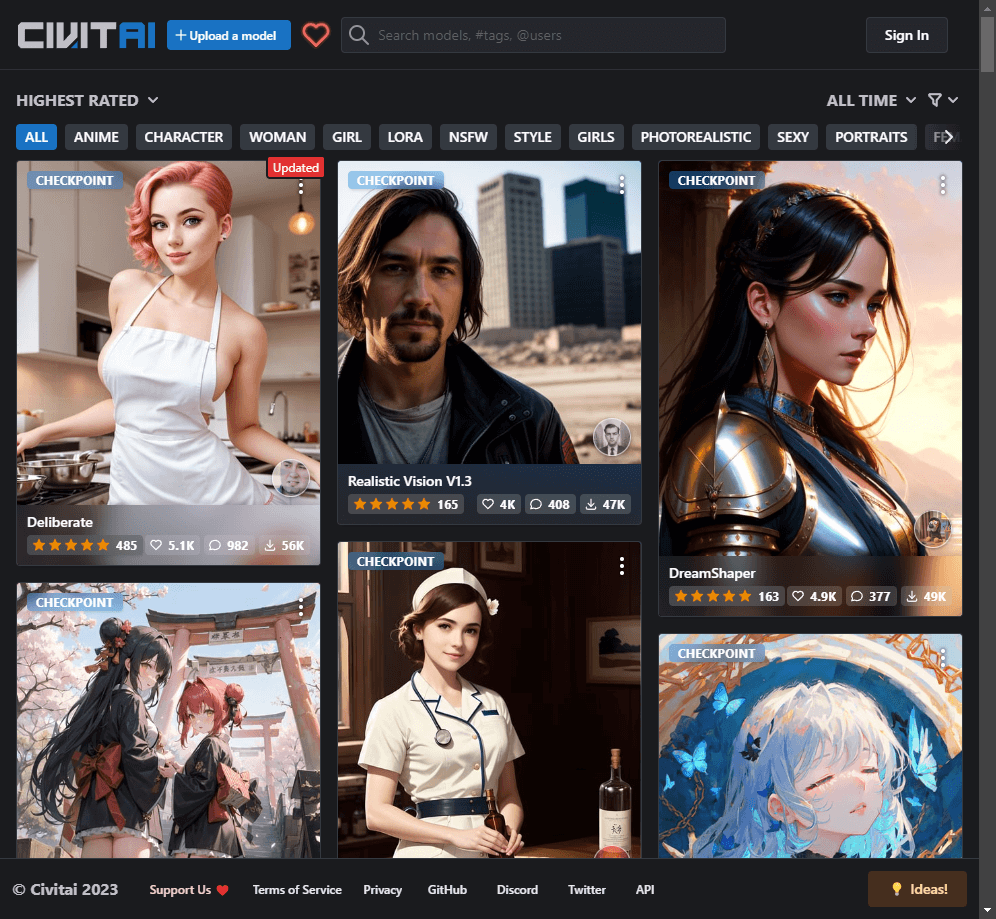 CIVITAI
+ Upload a model
Search models, #tags, @users
Sign In
HIGHEST RATED
ALL TIME
ALL
ANIME
CHARACTER
WOMAN
GIRL
LORA
NSFW
STYLE
GIRLS
PHOTOREALISTIC
SEXY
PORTRAITS
CHECKPOINT
Updated
Deliberate
485
5.1K
982
56K
CHECKPOINT
Realistic Vision V1.3
165
4K
408
47K
CHECKPOINT
DreamShaper
163
4.9K
377
49K
CHECKPOINT
CHECKPOINT
CHECKPOINT
© Civitai 2023
Support Us
Terms of Service
Privacy
GitHub
Discord
Twitter
API
Ideas!